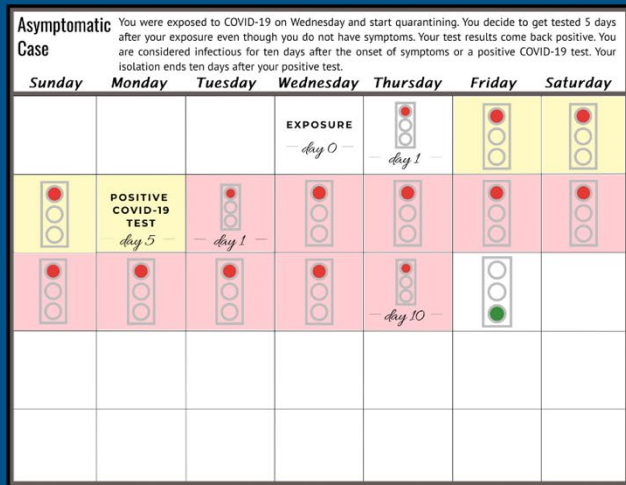 Asymptomatic
Case
You were exposed to COVID-19 on Wednesday and start quarantining. You decide to get tested 5 days
after your exposure even though you do not have symptoms. Your test results come back positive. You
are considered infectious for ten days after the onset of symptoms or a positive COVID-19 test. Your
isolation ends ten days after your positive test.
Sunday Monday Tuesday Wednesday Thursday Friday Saturday
EXPOSURE
day 0
day 1
POSITIVE
COVID-19
TEST
day 5
day 1
day 10